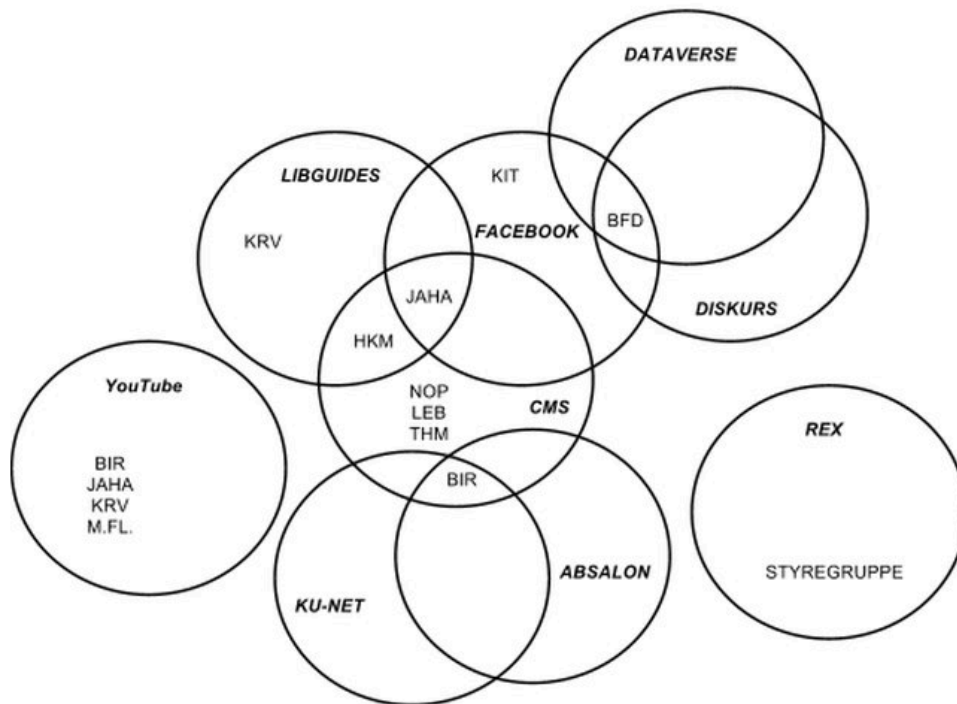 DATAVERSE
LIBGUIDES
KIT
KRV
FACEBOOK
BFD
JAHA
DISKURS
HKM
YouTube
NOP
LEB
THM
CMS
REX
BIR
JAHA
KRV
M.FL.
BIR
ABSALON
STYREGRUPPE
KU-NET